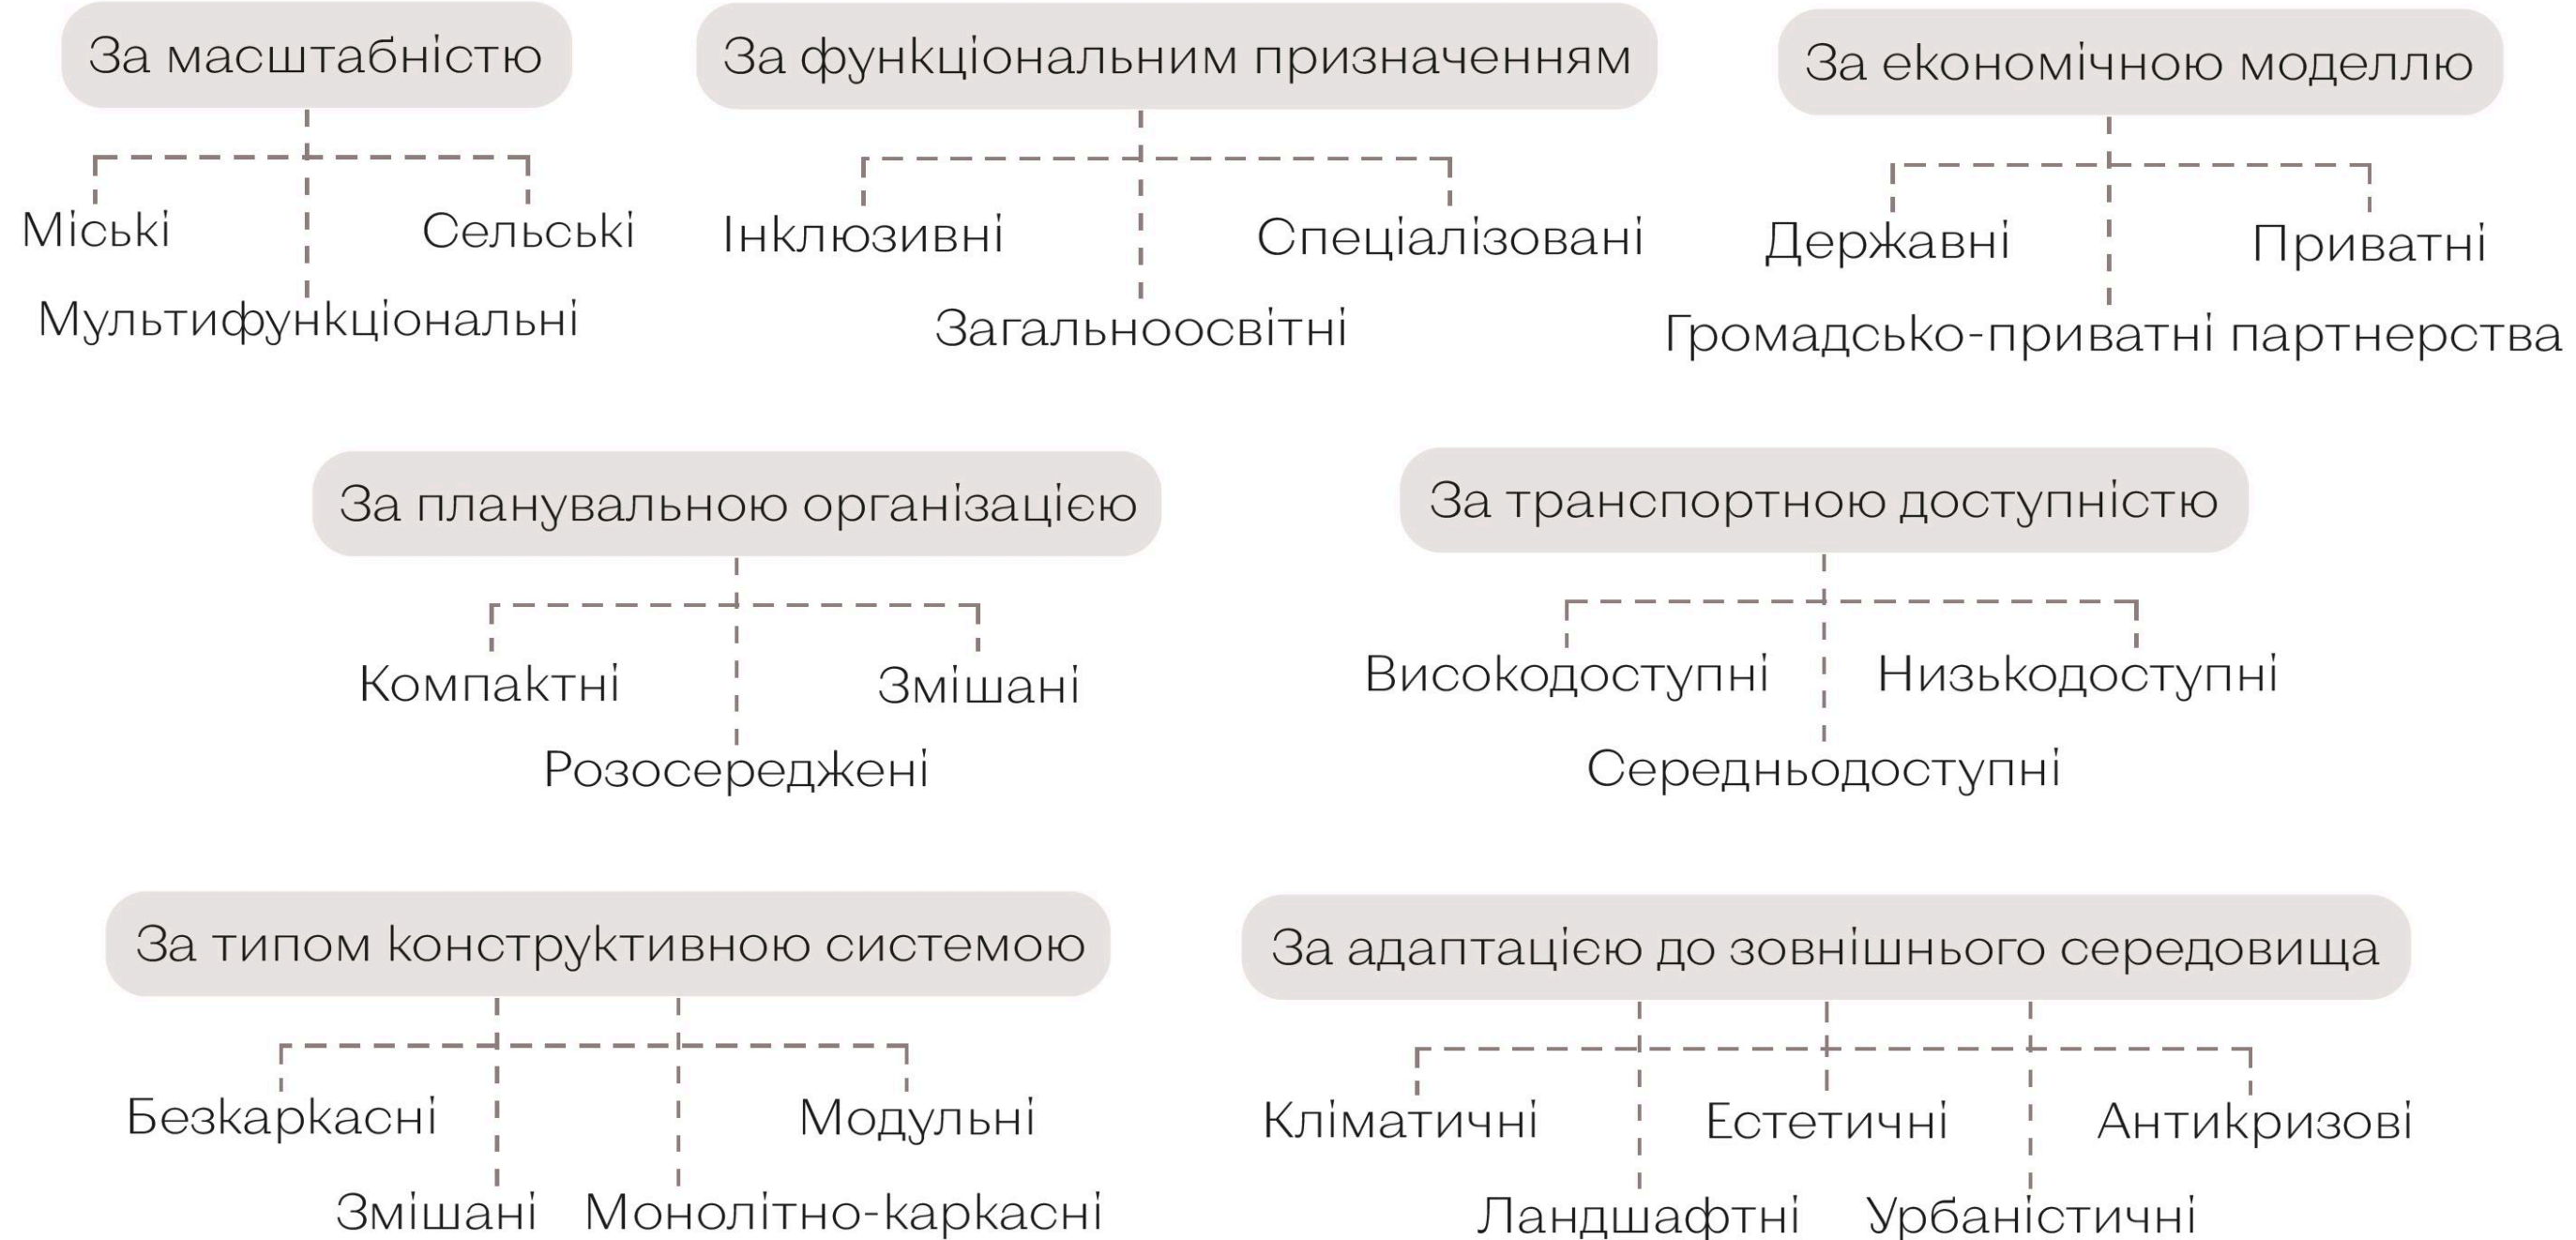 За масштабністю
Міські
Сельські
Мультифункціональні
За функціональним призначенням
Інклюзивні
Спеціалізовані
Загальноосвітні
За економічною моделлю
Державні
Приватні
Громадсько-приватні партнерства
За планувальною організацією
Компактні
Змішані
Розосереджені
За транспортною доступністю
Високодоступні
Низькодоступні
Середньодоступні
За типом конструктивною системою
Безкаркасні
Модульні
Змішані
Монолітно-каркасні
За адаптацією до зовнішнього середовища
Кліматичні
Естетичні
Антикризові
Ландшафтні
Урбаністичні